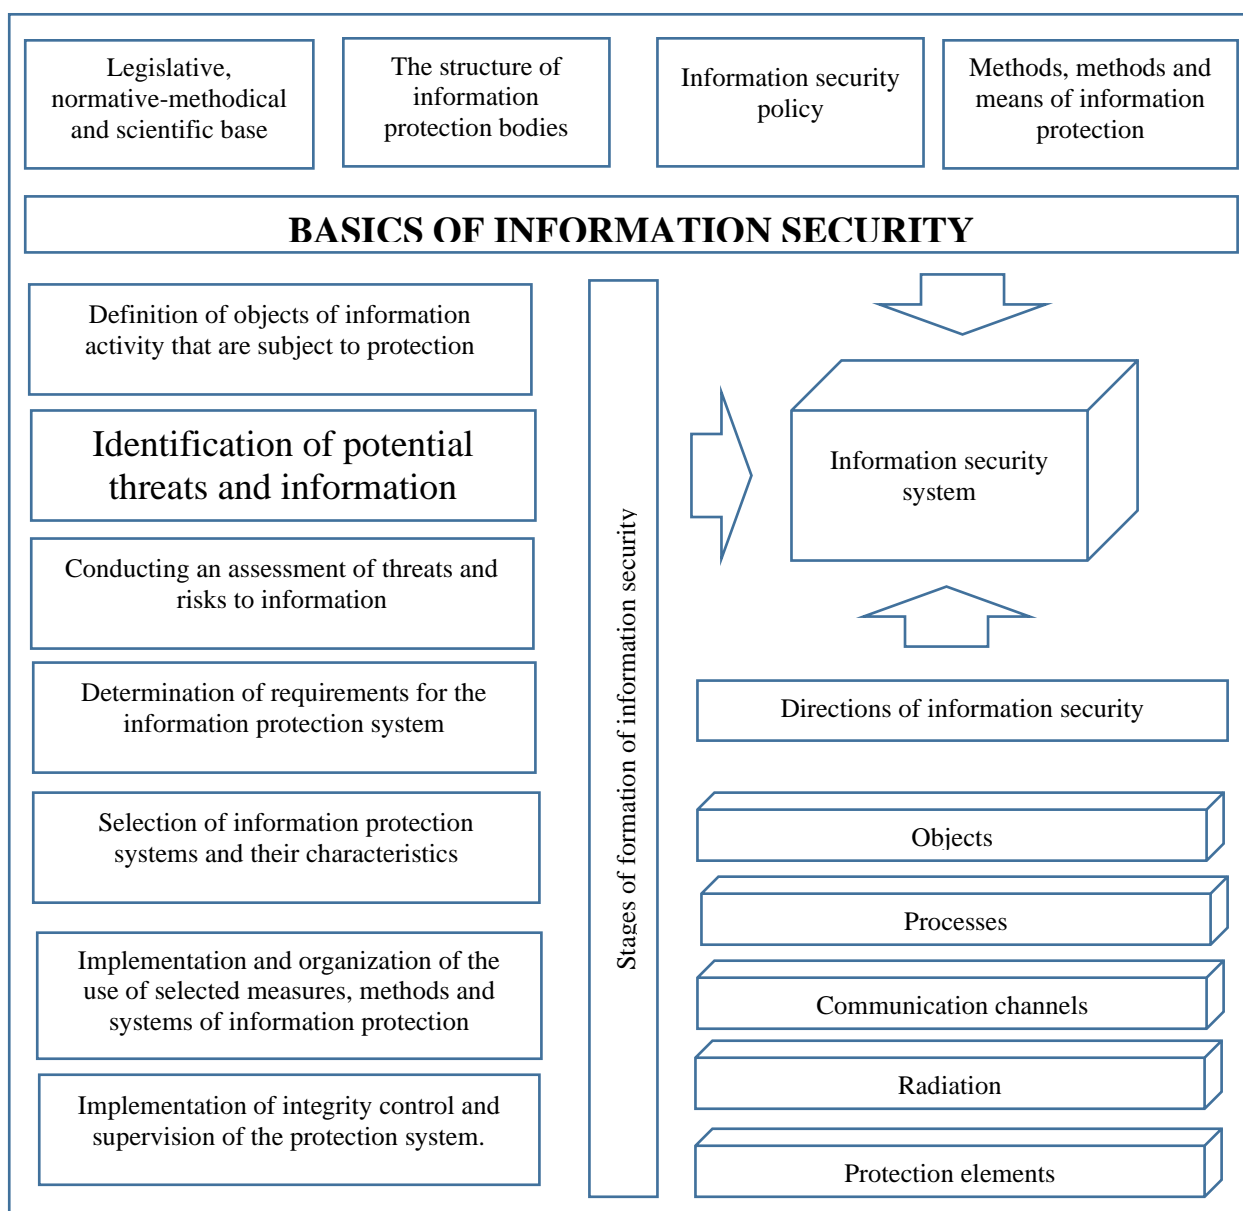 Legislative,
normative-methodical
and scientific base
The structure of
information
protection bodies
Information security
policy
Methods, methods and
means of information
protection
BASICS OF INFORMATION SECURITY
Definition of objects of information
activity that are subject to protection
Identification of potential
threats and information
Conducting an assessment of threats and
risks to information
Determination of requirements for the
information protection system
Selection of information protection
systems and their characteristics
Implementation and organization of the
use of selected measures, methods and
systems of information protection
Implementation of integrity control and
supervision of the protection system.
Stages of formation of information security
Information security
system
Directions of information security
Objects
Processes
Communication channels
Radiation
Protection elements